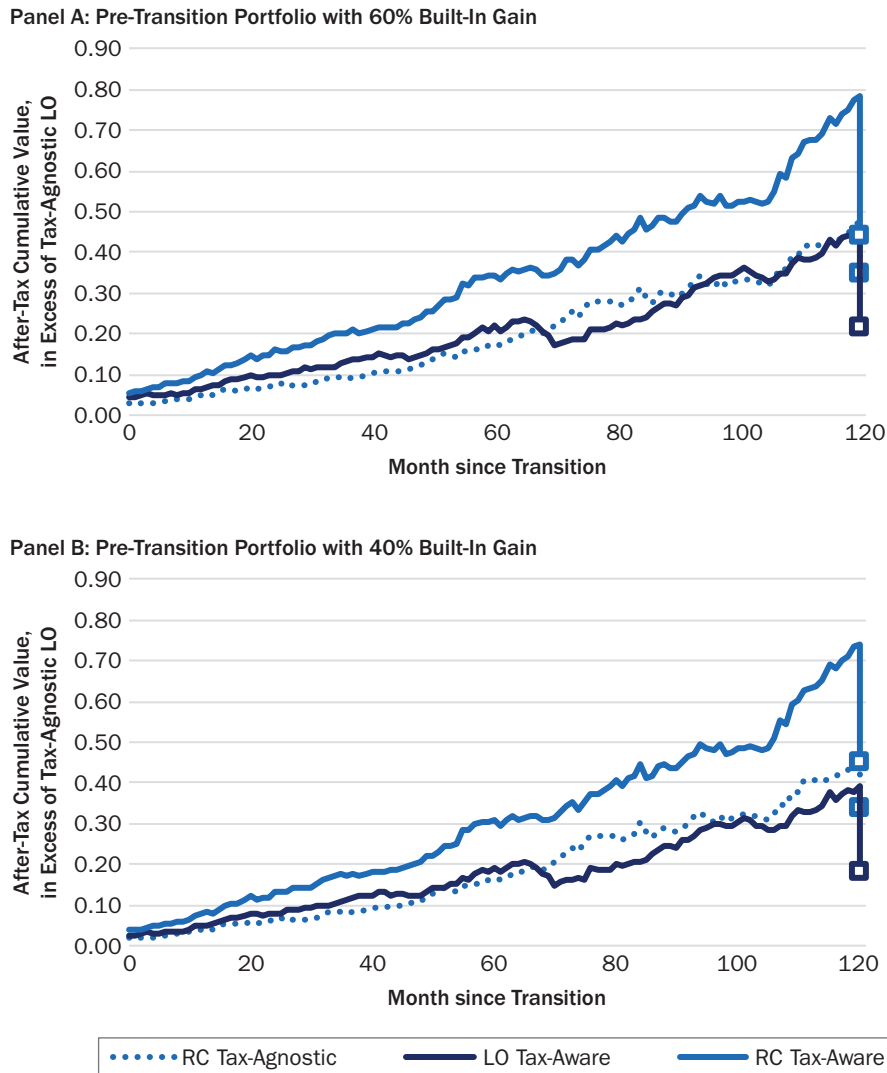 Panel A: Pre-Transition Portfolio with 60% Built-In Gain
After-Tax Cumulative Value,
in Excess of Tax-Agnostic LO
0.90
0.80
0.70
0.60
0.50
0.40
0.30
0.20
0.10
0.00
0 20 40 60 80 100 120
Month since Transition
Panel B: Pre-Transition Portfolio with 40% Built-In Gain
After-Tax Cumulative Value,
in Excess of Tax-Agnostic LO
0.90
0.80
0.70
0.60
0.50
0.40
0.30
0.20
0.10
0.00
0 20 40 60 80 100 120
Month since Transition
RC Tax-Agnostic LO Tax-Aware RC Tax-Aware